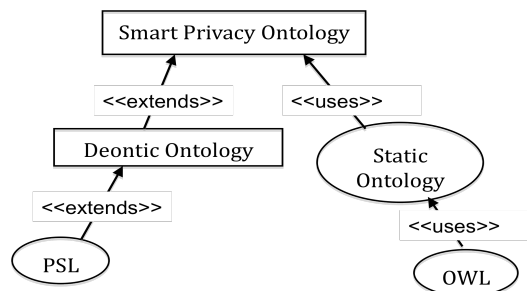 Smart Privacy Ontology
<<extends>>
<<uses>>
Deontic Ontology
Static
Ontology
<<extends>>
<<uses>>
PSL
OWL